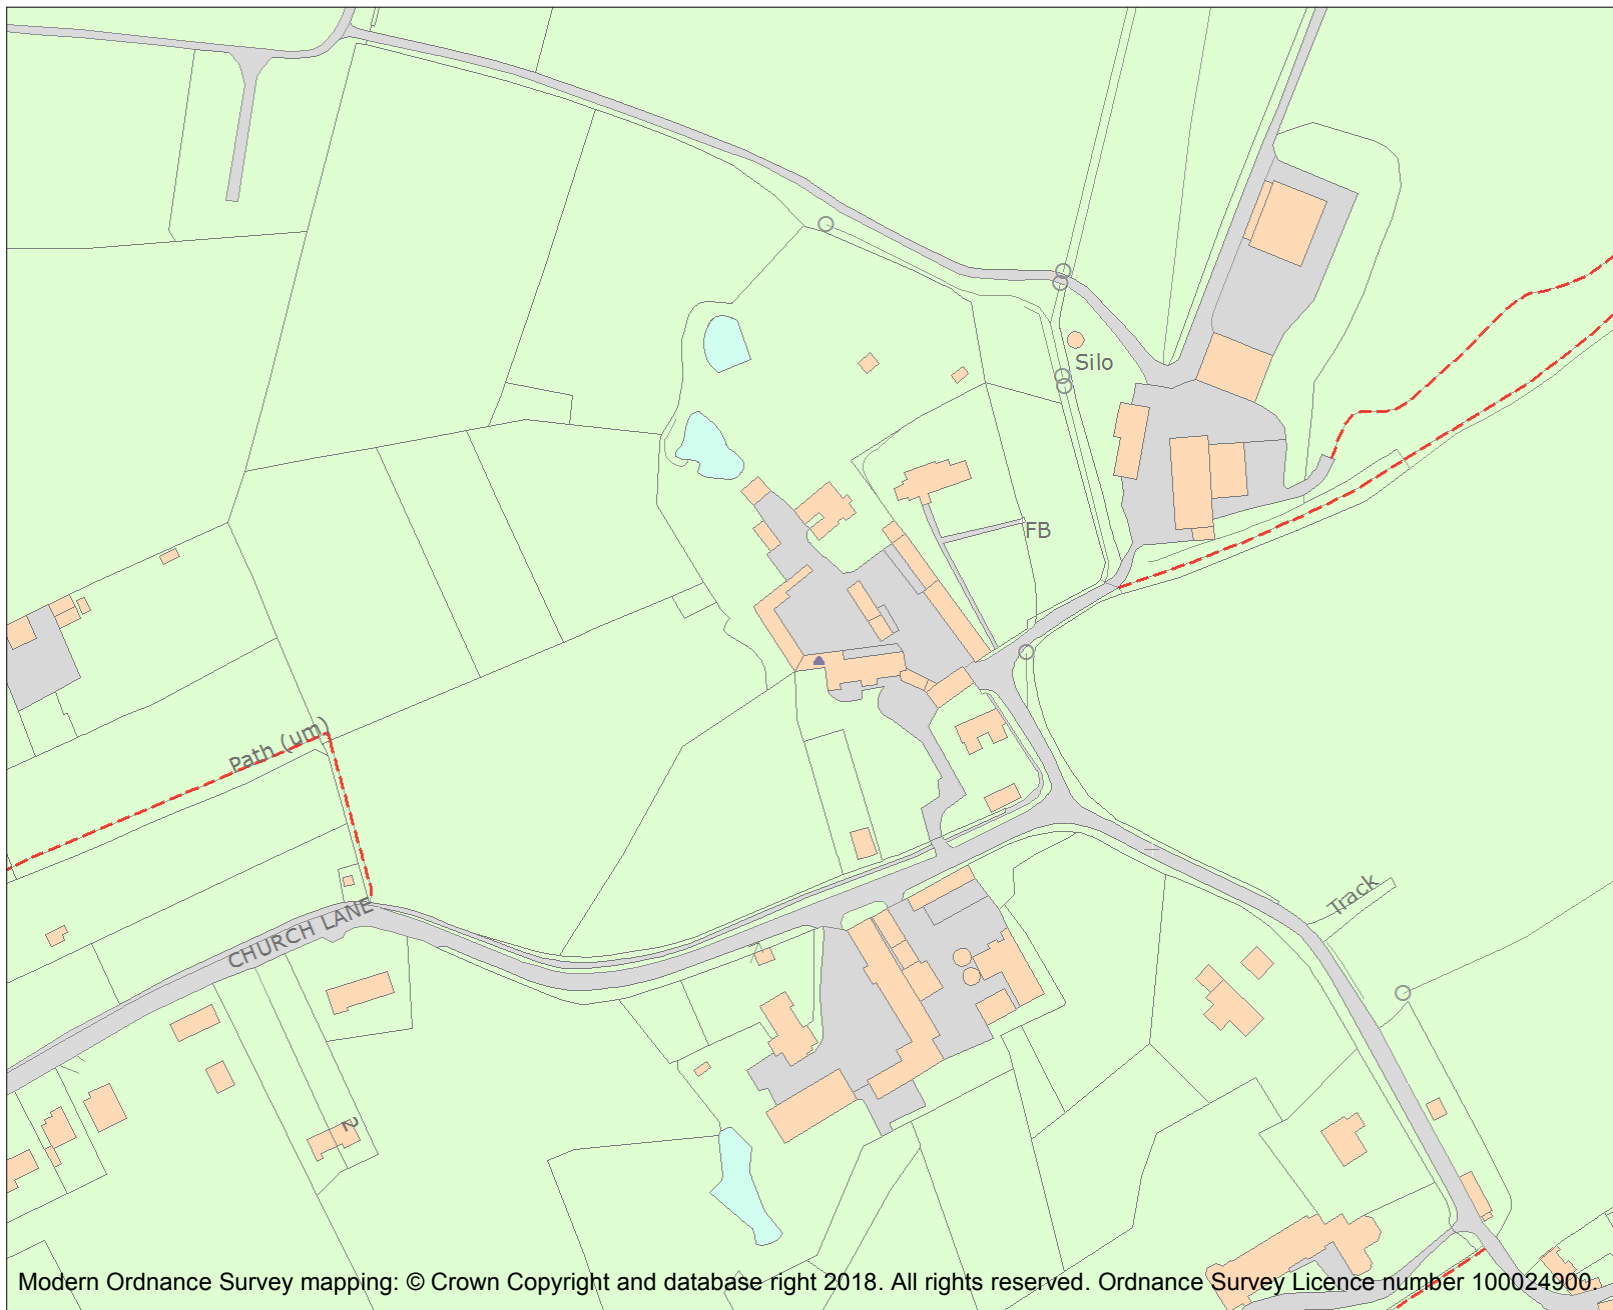 Silo
FB
Path (um)
CHURCH LANE
Track
2
Modern Ordnance Survey mapping: © Crown Copyright and database right 2018. All rights reserved. Ordnance Survey Licence number 100024900.